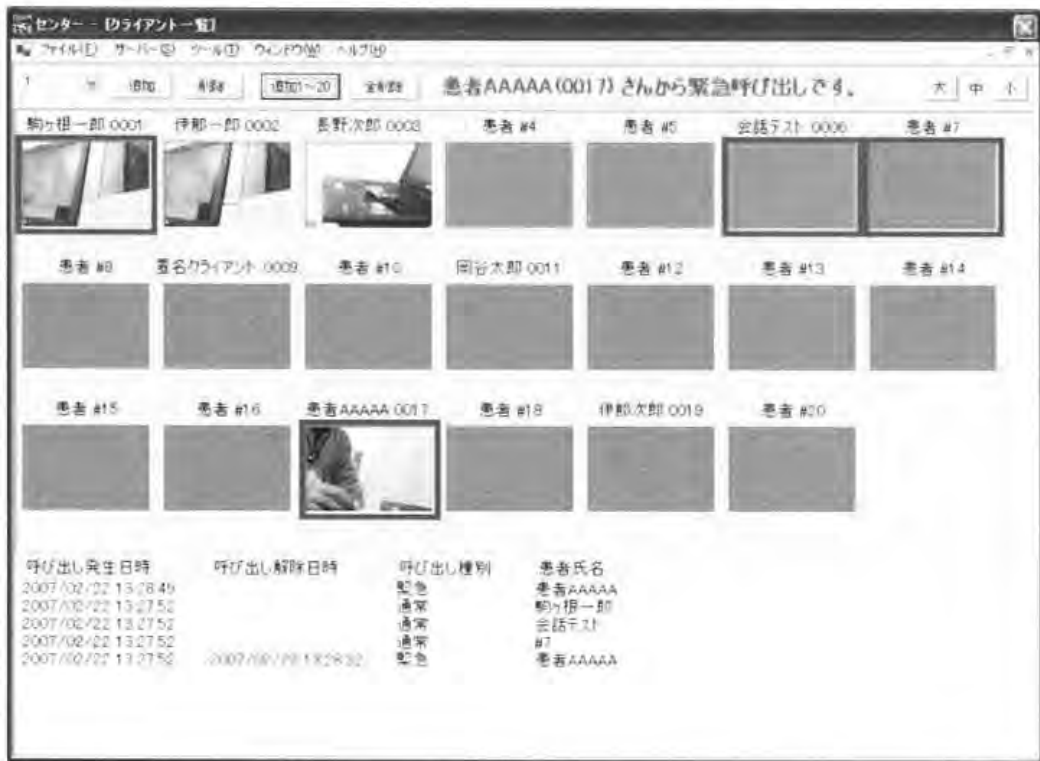 センター - [クライアント一覧]
ファイル(F) サーバー(S) ツール(T) ウィンドウ(W) ヘルプ(H)
1 追加 削除 追加1~20 全削除 患者AAAAA(0017)さんから緊急呼び出しです。 大 中 小
駒ヶ根一郎 0001 伊那一郎 0002 長野次郎 0003 患者 #4 患者 #5 会話テスト 0006 患者 #7
患者 #8 匿名クライアント 0009 患者 #10 岡谷太郎 0011 患者 #12 患者 #13 患者 #14
患者 #15 患者 #16 患者AAAAA 0017 患者 #18 伊那次郎 0019 患者 #20
呼び出し発生日時 呼び出し解除日時 呼び出し種別 患者氏名
2007/02/22 13:28:49 緊急 患者AAAAA
2007/02/22 13:27:52 通常 駒ヶ根一郎
2007/02/22 13:27:52 通常 会話テスト
2007/02/22 13:27:52 通常 #7
2007/02/22 13:27:52 2007/02/22 13:28:32 緊急 患者AAAAA